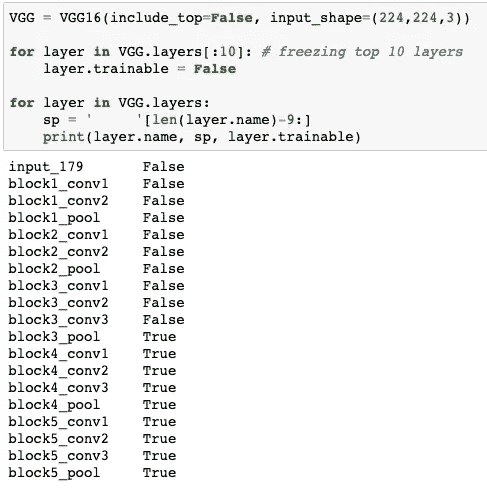 VGG = VGG16(include_top=False, input_shape=(224,224,3))
for layer in VGG.layers[:10]: # freezing top 10 layers
    layer.trainable = False
for layer in VGG.layers:
    sp = '     '[len(layer.name)-9:]
    print(layer.name, sp, layer.trainable)
input_179       False
block1_conv1    False
block1_conv2    False
block1_pool     False
block2_conv1    False
block2_conv2    False
block2_pool     False
block3_conv1    False
block3_conv2    False
block3_conv3    False
block3_pool     True
block4_conv1    True
block4_conv2    True
block4_conv3    True
block4_pool     True
block5_conv1    True
block5_conv2    True
block5_conv3    True
block5_pool     True